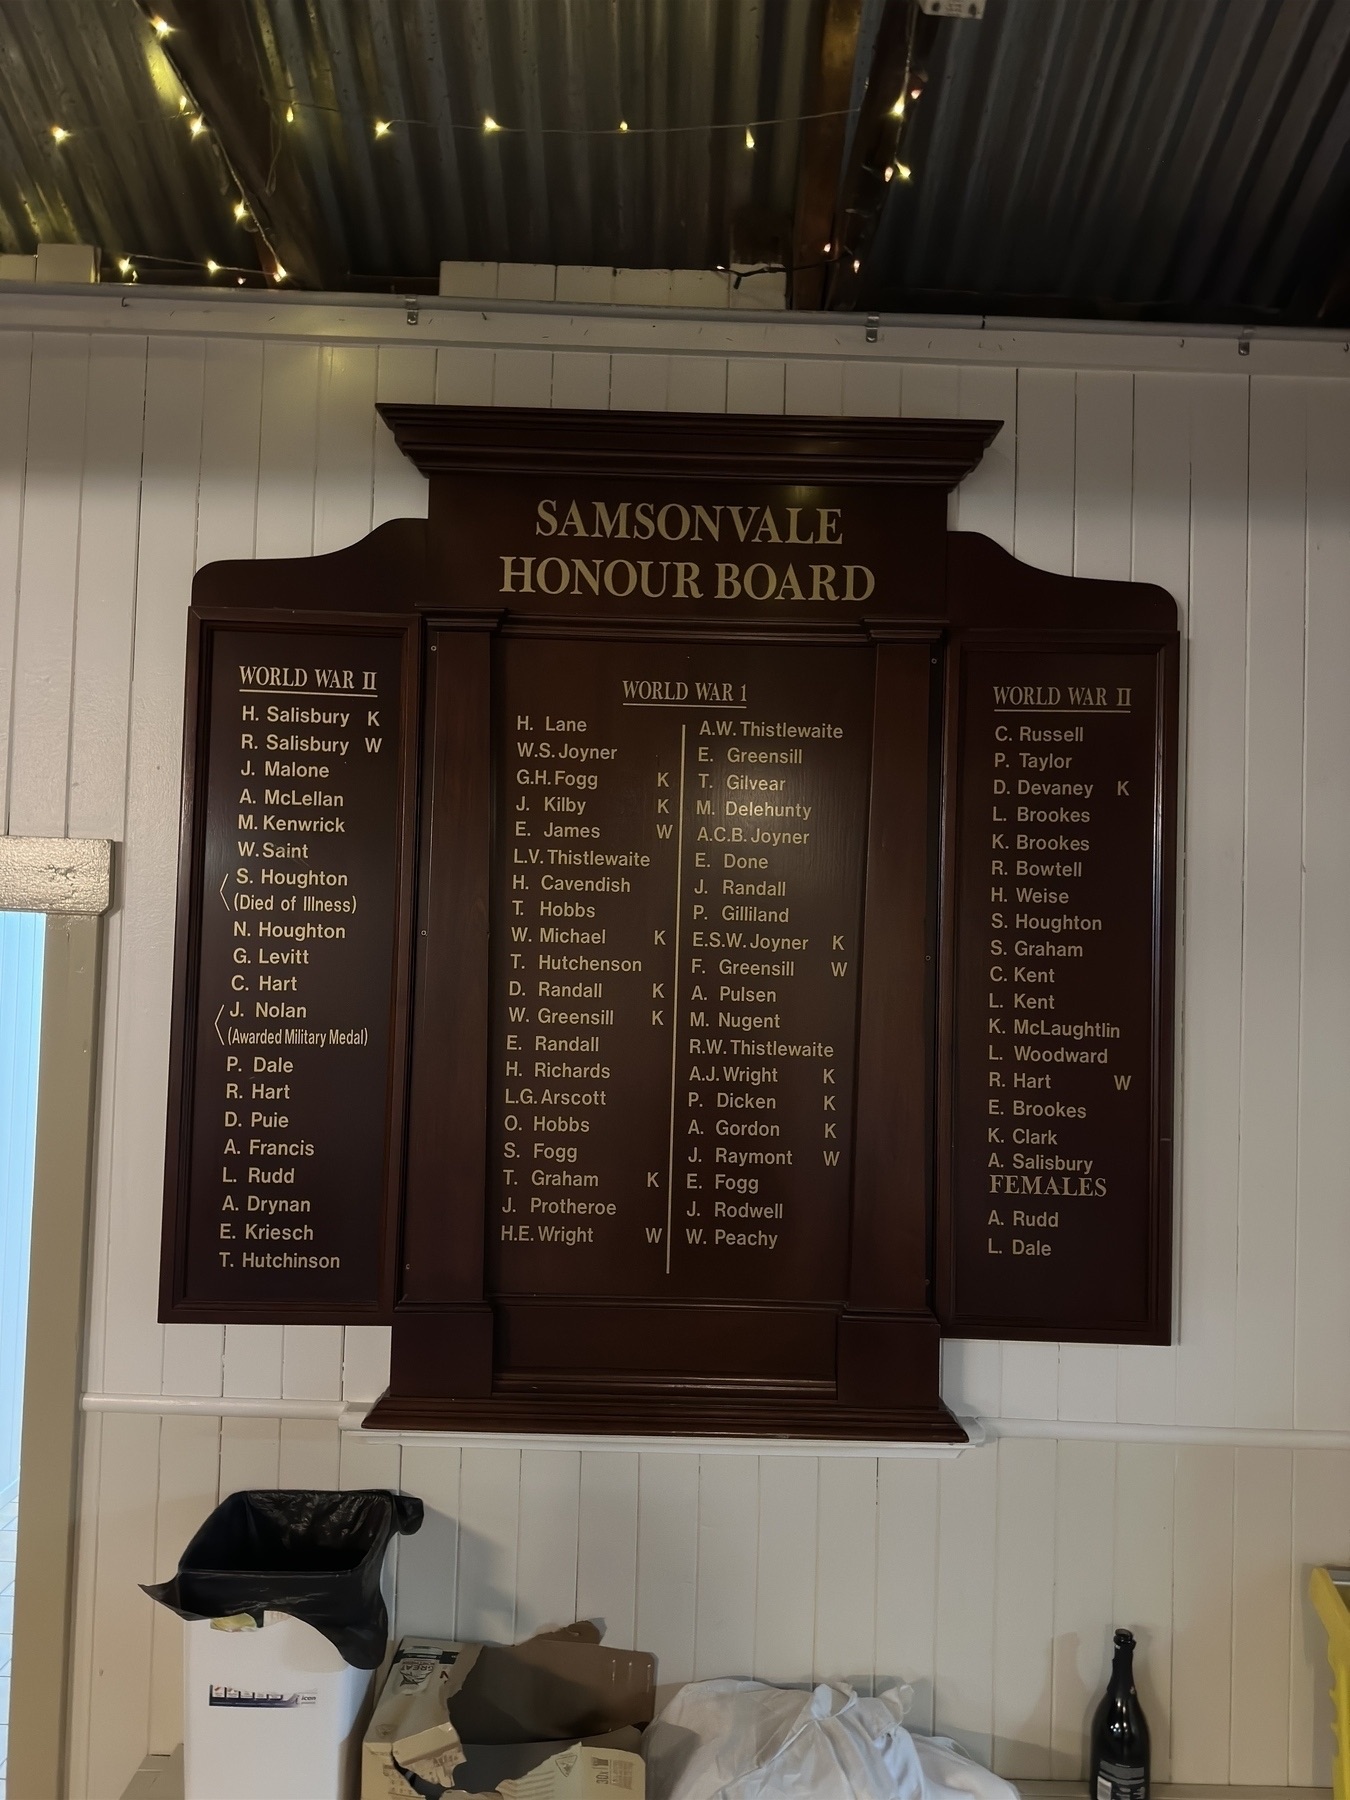 SAMSONVALE
HONOUR BOARD
WORLD WAR II
H. Salisbury K
R. Salisbury W
J. Malone
A. McLellan
M. Kenwrick
W. Saint
S. Houghton
(Died of Illness)
N. Houghton
G. Levitt
C. Hart
J. Nolan
(Awarded Military Medal)
P. Dale
R. Hart
D. Puie
A. Francis
L. Rudd
A. Drynan
E. Kriesch
T. Hutchinson
WORLD WAR 1
H. Lane
W.S. Joyner
G.H. Fogg K
J. Kilby K
E. James W
L.V. Thistlewaite
H. Cavendish
T. Hobbs
W. Michael K
T. Hutchenson
D. Randall K
W. Greensill K
E. Randall
H. Richards
L.G. Arscott
O. Hobbs
S. Fogg
T. Graham K
J. Protheroe
H.E. Wright W
A.W. Thistlewaite
E. Greensill
T. Gilvear
M. Delehunty
A.C.B. Joyner
E. Done
J. Randall
P. Gilliland
E.S.W. Joyner K
F. Greensill W
A. Pulsen
M. Nugent
R.W. Thistlewaite
A.J. Wright K
P. Dicken K
A. Gordon K
J. Raymont W
E. Fogg
J. Rodwell
W. Peachy
WORLD WAR II
C. Russell
P. Taylor
D. Devaney K
L. Brookes
K. Brookes
R. Bowtell
H. Weise
S. Houghton
S. Graham
C. Kent
L. Kent
K. McLaughtlin
L. Woodward
R. Hart W
E. Brookes
K. Clark
A. Salisbury
FEMALES
A. Rudd
L. Dale
icon
GREAT